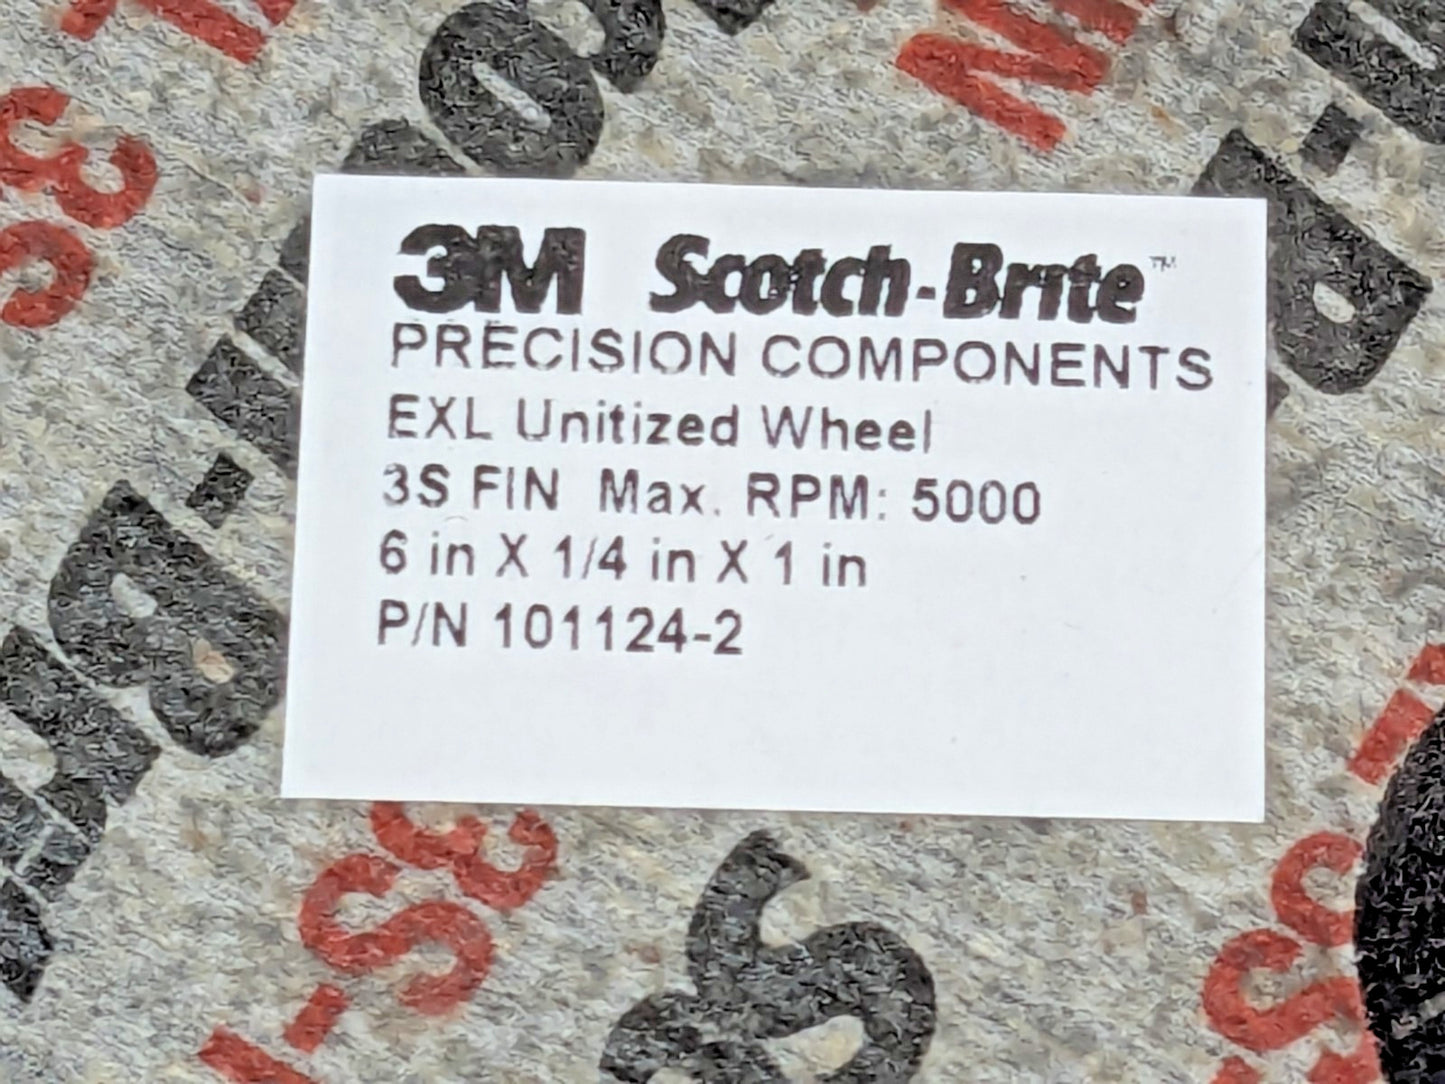 3M Scotch-Brite™
PRECISION COMPONENTS
EXL Unitized Wheel
3S FIN Max. RPM: 5000
6 in X 1/4 in X 1 in
P/N 101124-2